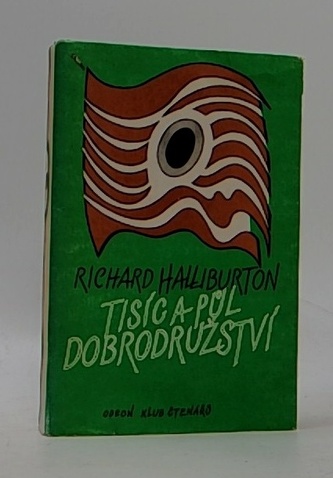 RICHARD HALLIBURTON
TISÍC A PŮL
DOBRODRUŽSTVÍ
ODEON KLUB ČTENÁŘŮ